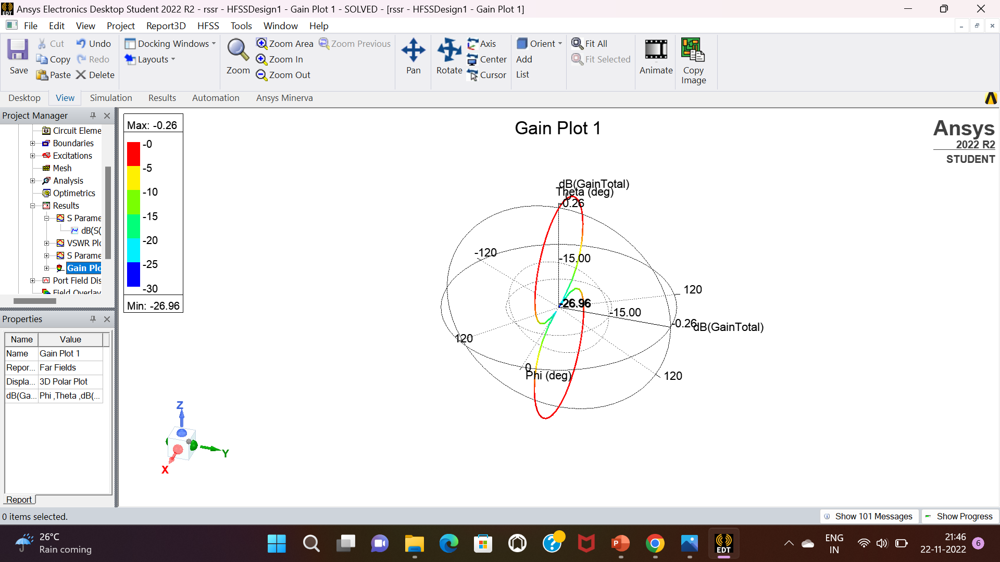 Ansys Electronics Desktop Student 2022 R2 - rssr - HFSSDesign1 - Gain Plot 1 - SOLVED - [rssr - HFSSDesign1 - Gain Plot 1]
File Edit View Project Report3D HFSS Tools Window Help
Save
Cut
Copy
Paste
Undo
Redo
Delete
Docking Windows
Layouts
Zoom
Zoom Area
Zoom In
Zoom Out
Zoom Previous
Pan
Rotate
Axis
Center
Cursor
Orient
Add
List
Fit All
Fit Selected
Animate
Copy
Image
Desktop View Simulation Results Automation Ansys Minerva
Project Manager
Circuit Eleme
Boundaries
Excitations
Mesh
Analysis
Optimetrics
Results
S Parame
dB(S(
VSWR Plo
S Parame
Gain Plo
Port Field Dis
Field Overlay
Properties
Name Value
Name Gain Plot 1
Repor... Far Fields
Displa... 3D Polar Plot
dB(Ga... Phi ,Theta ,dB(...
Report
Max: -0.26
-0
-5
-10
-15
-20
-25
-30
Min: -26.96
Gain Plot 1
Ansys
2022 R2
STUDENT
dB(GainTotal)
Theta (deg)
0
-0.26
-120
-15.00
120
-26.96
-15.00
-0.26
dB(GainTotal)
120
0
Phi (deg)
120
Z
Y
X
0 items selected.
Show 101 Messages
Show Progress
26°C
Rain coming
EDT
ENG
IN
21:46
22-11-2022
6